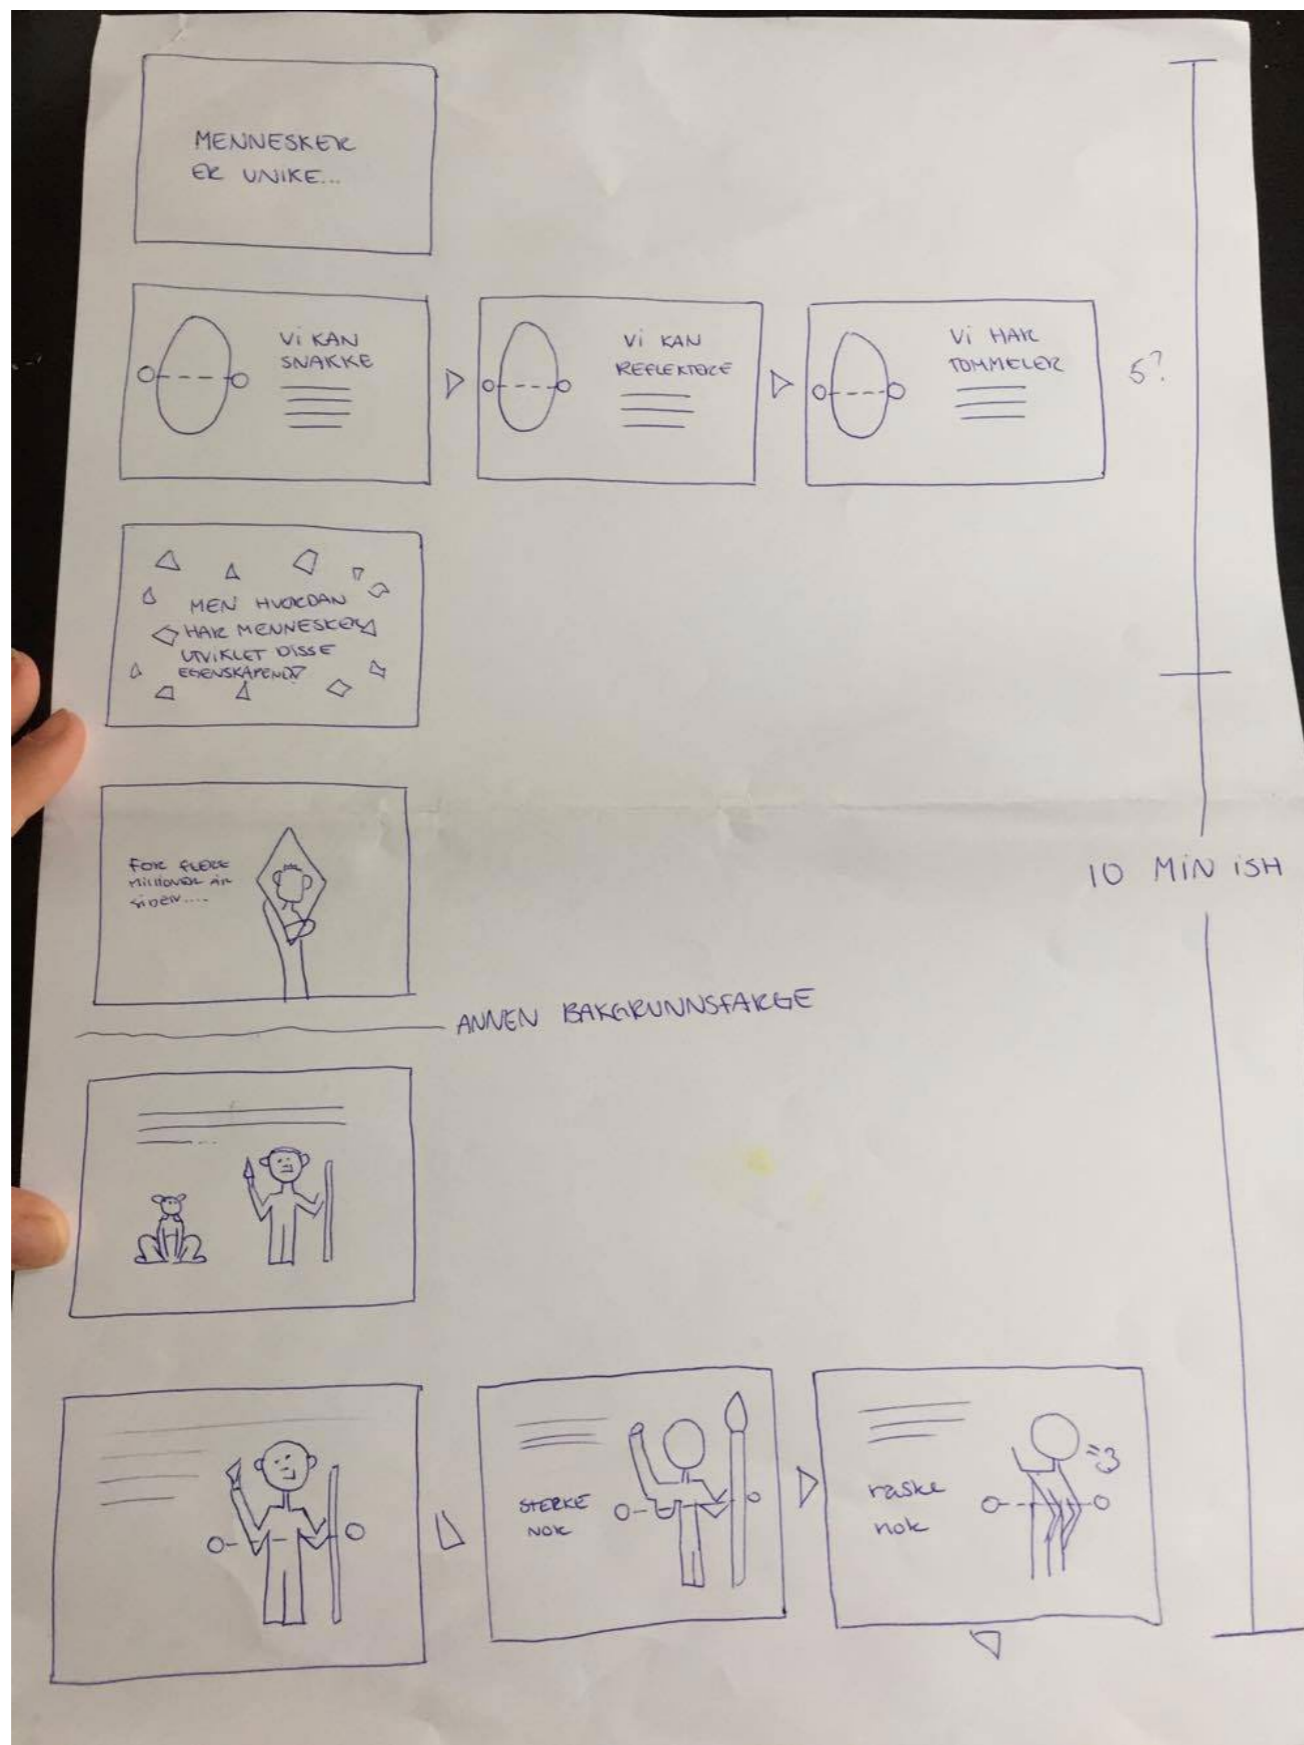 MENNESKER
ER UNIKE...
Vi KAN
SNAKKE
Vi KAN
REFLEKTERE
Vi HAR
TOMMELER
5?
MEN HVORDAN
HAR MENNESKER
UTVIKLET DISSE
EGENSKAPENE?
FOR FLERE
MILLIONER ÅR
SIDEN....
10 MIN iSH
ANNEN BAKGRUNNSFARGE
STERKE
NOK
raske
nok